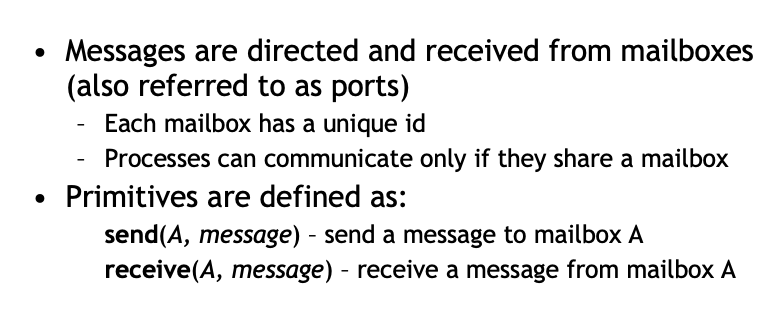 • Messages are directed and received from mailboxes
(also referred to as ports)
– Each mailbox has a unique id
– Processes can communicate only if they share a mailbox
• Primitives are defined as:
send(A, message) – send a message to mailbox A
receive(A, message) – receive a message from mailbox A